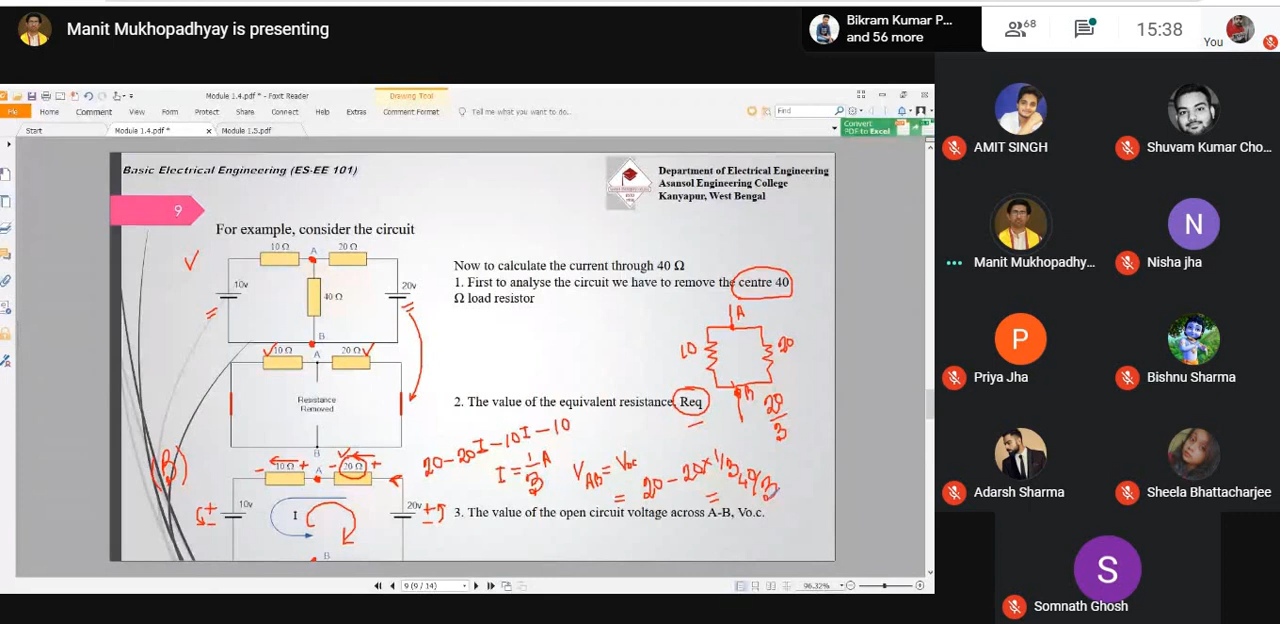 Manit Mukhopadhyay is presenting
Bikram Kumar P...
and 56 more
68
15:38
You
Module 1.4.pdf * - Foxit Reader
Drawing Tool
File
Home
Comment
View
Form
Protect
Share
Connect
Help
Extras
Comment Format
Tell me what you want to do...
Find
Start
Module 1.4.pdf *
Module 1.5.pdf
Convert
PDF to Excel
Basic Electrical Engineering (ES-EE 101)
Department of Electrical Engineering
Asansol Engineering College
Kanyapur, West Bengal
9
For example, consider the circuit
10 Ω
A
20 Ω
10v
40 Ω
20v
B
10 Ω
A
20 Ω
Resistance
Removed
B
10 Ω
A
20 Ω
10v
I
20v
B
Now to calculate the current through 40 Ω
1. First to analyse the circuit we have to remove the centre 40
Ω load resistor
A
10
20
B
20/3
2. The value of the equivalent resistance, Req
20 - 20I - 10I - 10
I = 1/3 A
V AB = Voc
= 20 - 20 × 1/3
= 40/3
3. The value of the open circuit voltage across A-B, Vo.c.
9 (9 / 14)
96.32%
AMIT SINGH
Shuvam Kumar Cho...
Manit Mukhopadhy...
N
Nisha jha
P
Priya Jha
Bishnu Sharma
Adarsh Sharma
Sheela Bhattacharjee
S
Somnath Ghosh